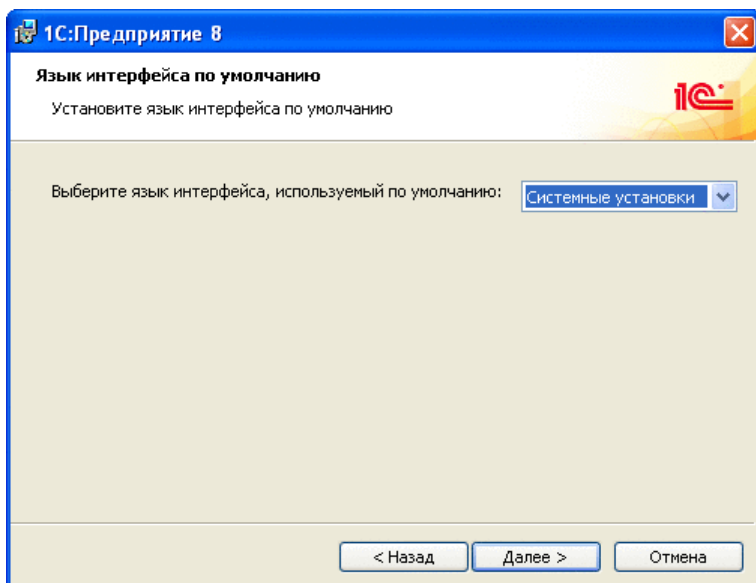 1С:Предприятие 8
Язык интерфейса по умолчанию
Установите язык интерфейса по умолчанию
1С
Выберите язык интерфейса, используемый по умолчанию: Системные установки
< Назад Далее > Отмена